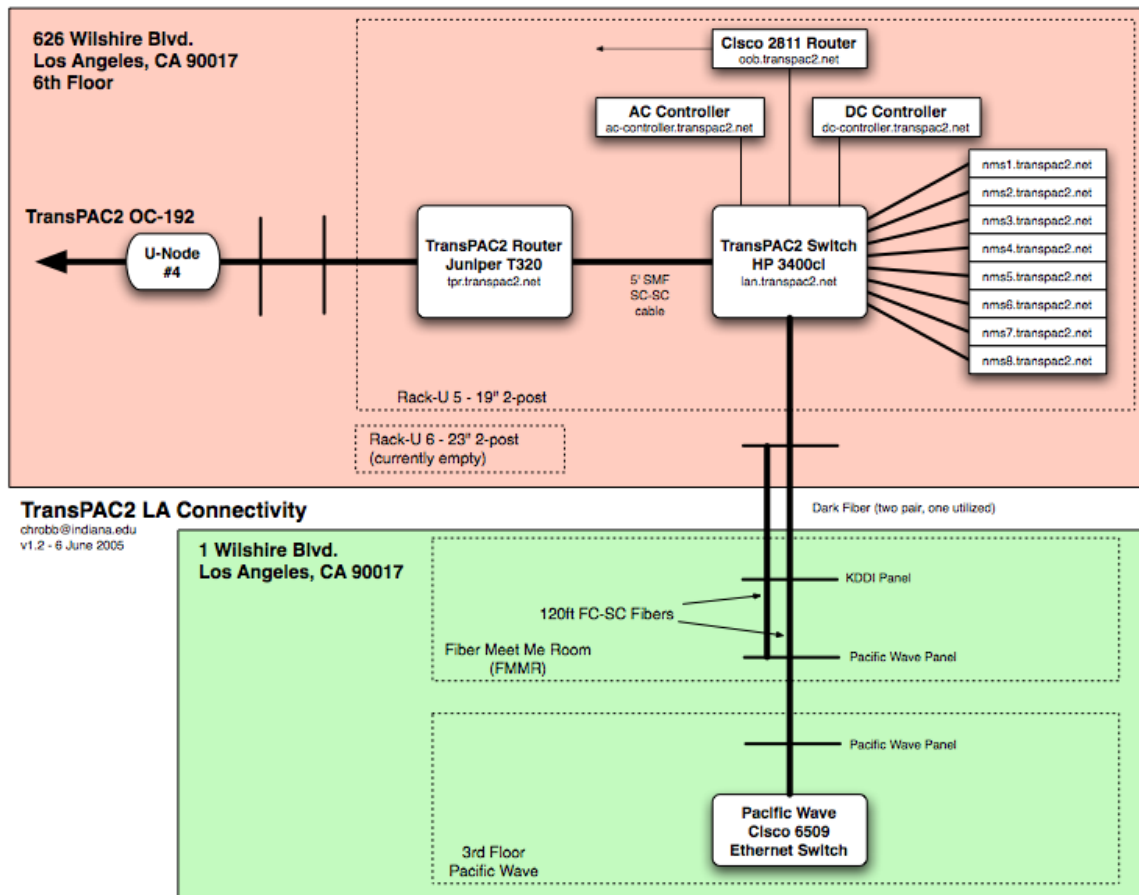 626 Wilshire Blvd.
Los Angeles, CA 90017
6th Floor
Cisco 2811 Router
oob.transpac2.net
AC Controller
ac-controller.transpac2.net
DC Controller
dc-controller.transpac2.net
nms1.transpac2.net
nms2.transpac2.net
nms3.transpac2.net
nms4.transpac2.net
nms5.transpac2.net
nms6.transpac2.net
nms7.transpac2.net
nms8.transpac2.net
TransPAC2 OC-192
U-Node
#4
TransPAC2 Router
Juniper T320
tpr.transpac2.net
5' SMF
SC-SC
cable
TransPAC2 Switch
HP 3400cl
lan.transpac2.net
Rack-U 5 - 19" 2-post
Rack-U 6 - 23" 2-post
(currently empty)
TransPAC2 LA Connectivity
chrobb@indiana.edu
v1.2 - 6 June 2005
Dark Fiber (two pair, one utilized)
1 Wilshire Blvd.
Los Angeles, CA 90017
KDDI Panel
120ft FC-SC Fibers
Fiber Meet Me Room
(FMMR)
Pacific Wave Panel
Pacific Wave Panel
Pacific Wave
Cisco 6509
Ethernet Switch
3rd Floor
Pacific Wave